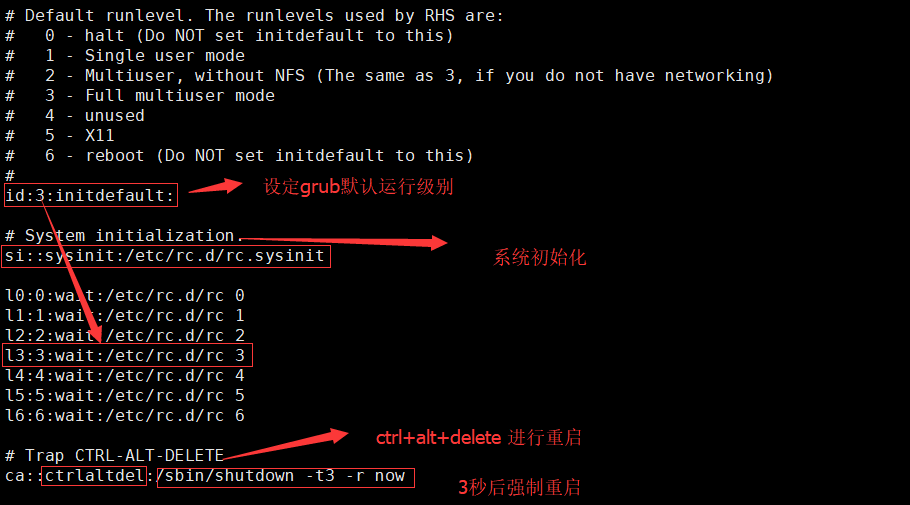 # Default runlevel. The runlevels used by RHS are:
#   0 - halt (Do NOT set initdefault to this)
#   1 - Single user mode
#   2 - Multiuser, without NFS (The same as 3, if you do not have networking)
#   3 - Full multiuser mode
#   4 - unused
#   5 - X11
#   6 - reboot (Do NOT set initdefault to this)
#
id:3:initdefault:
设定grub默认运行级别
# System initialization.
si::sysinit:/etc/rc.d/rc.sysinit
系统初始化
l0:0:wait:/etc/rc.d/rc 0
l1:1:wait:/etc/rc.d/rc 1
l2:2:wait:/etc/rc.d/rc 2
l3:3:wait:/etc/rc.d/rc 3
l4:4:wait:/etc/rc.d/rc 4
l5:5:wait:/etc/rc.d/rc 5
l6:6:wait:/etc/rc.d/rc 6
ctrl+alt+delete 进行重启
# Trap CTRL-ALT-DELETE
ca::ctrlaltdel:/sbin/shutdown -t3 -r now
3秒后强制重启